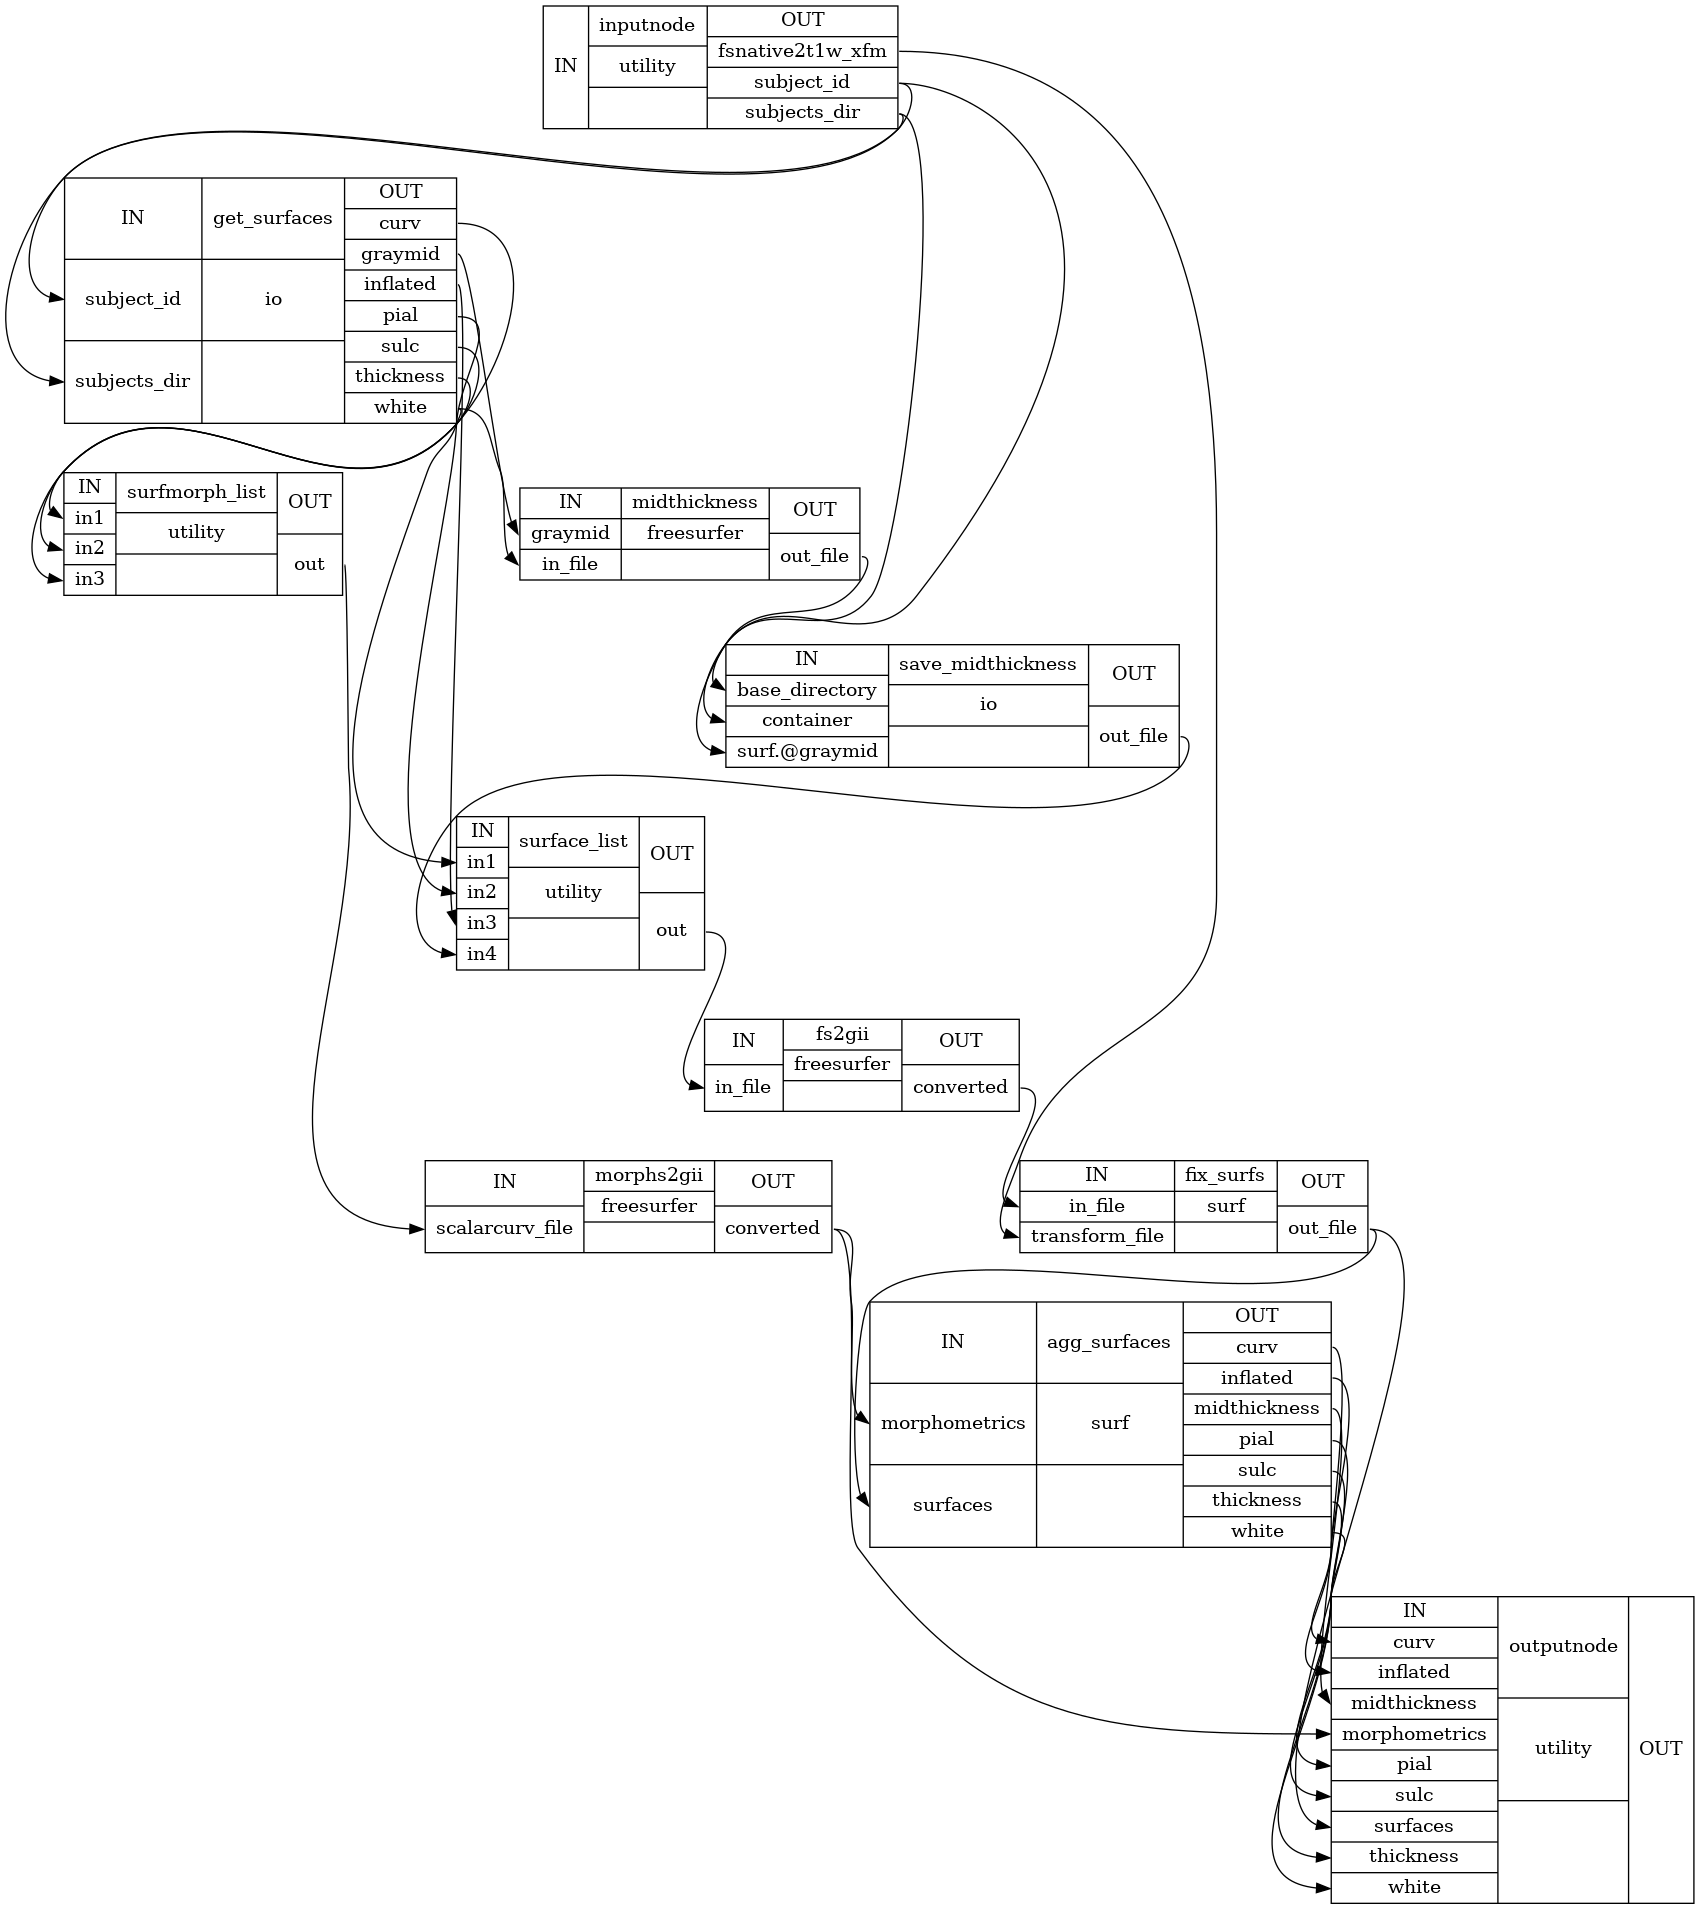 IN
inputnode
utility
OUT
fsnative2t1w_xfm
subject_id
subjects_dir
IN
subject_id
subjects_dir
get_surfaces
io
OUT
curv
graymid
inflated
pial
sulc
thickness
white
IN
in1
in2
in3
surfmorph_list
utility
OUT
out
IN
graymid
in_file
midthickness
freesurfer
OUT
out_file
IN
base_directory
container
surf.@graymid
save_midthickness
io
OUT
out_file
IN
in1
in2
in3
in4
surface_list
utility
OUT
out
IN
in_file
fs2gii
freesurfer
OUT
converted
IN
scalarcurv_file
morphs2gii
freesurfer
OUT
converted
IN
in_file
transform_file
fix_surfs
surf
OUT
out_file
IN
morphometrics
surfaces
agg_surfaces
surf
OUT
curv
inflated
midthickness
pial
sulc
thickness
white
IN
curv
inflated
midthickness
morphometrics
pial
sulc
surfaces
thickness
white
outputnode
utility
OUT